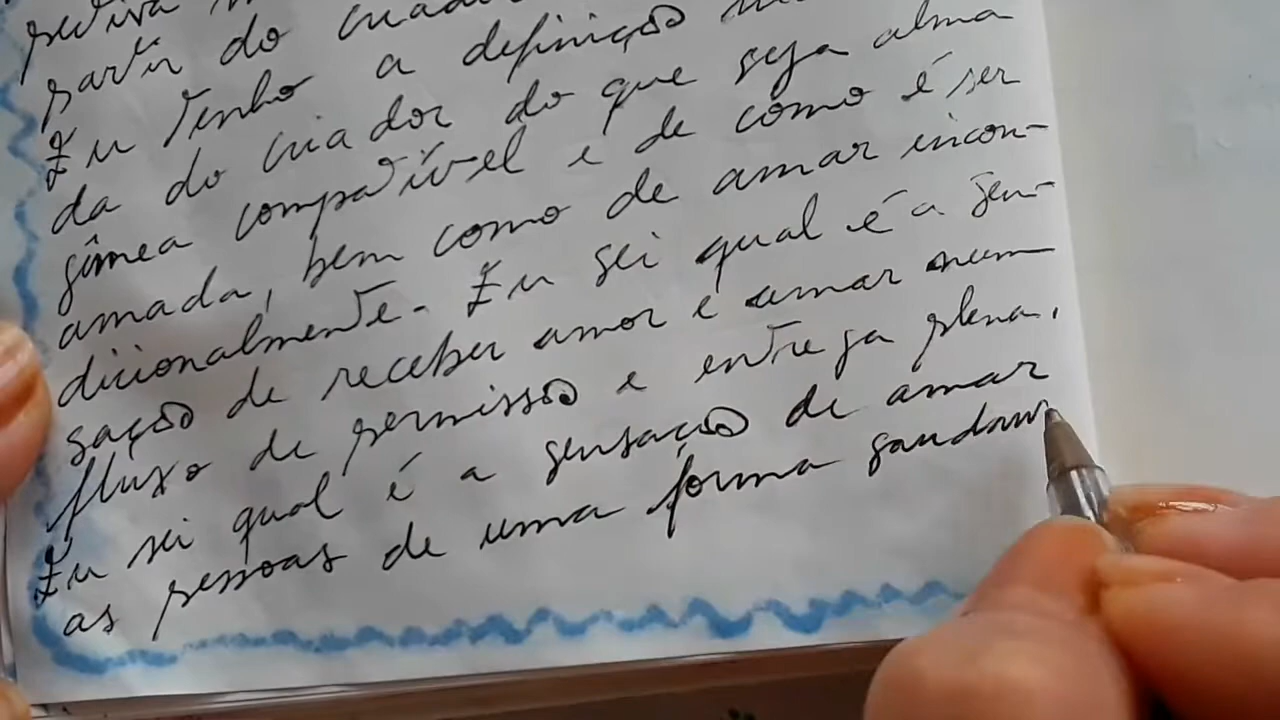 partir do criador
Eu tenho a definição
da do criador do que seja alma
gêmea compatível e de como é ser
amada, bem como de amar incon-
dicionalmente. Eu sei qual é a sen-
sação de receber amor e amar num
fluxo de permissão e entrega plena.
Eu sei qual é a sensação de amar
as pessoas de uma forma